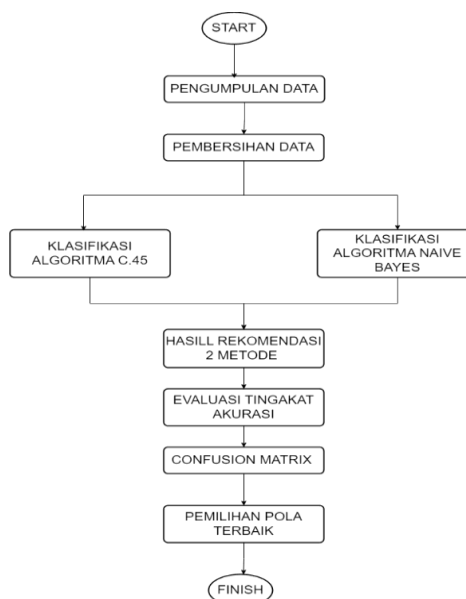 START
PENGUMPULAN DATA
PEMBERSIHAN DATA
KLASIFIKASI
ALGORITMA C.45
KLASIFIKASI
ALGORITMA NAIVE
BAYES
HASILL REKOMENDASI
2 METODE
EVALUASI TINGAKAT
AKURASI
CONFUSION MATRIX
PEMILIHAN POLA
TERBAIK
FINISH